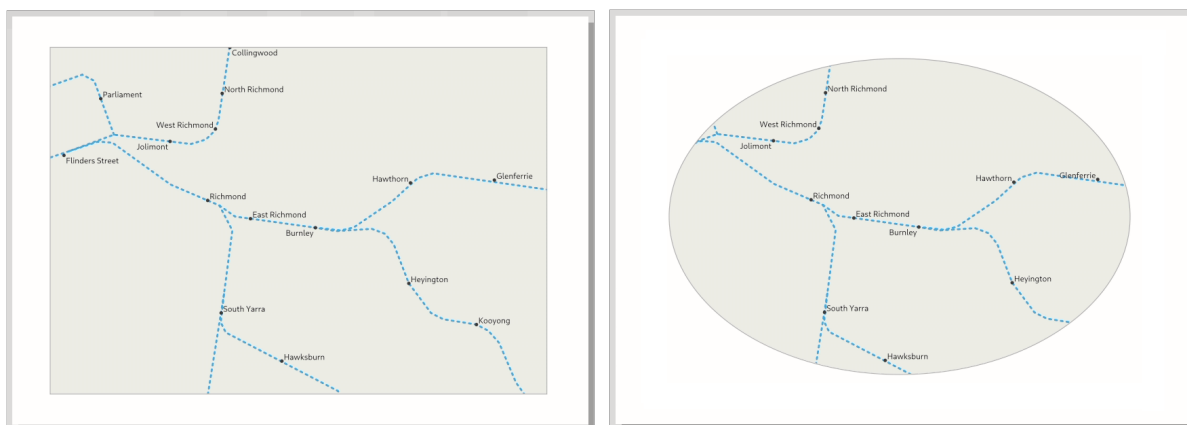 Collingwood
Parliament
North Richmond
West Richmond
Jolimont
Flinders Street
Hawthorn
Glenferrie
Richmond
East Richmond
Burnley
Heyington
South Yarra
Kooyong
Hawksburn
North Richmond
West Richmond
Jolimont
Hawthorn
Glenferrie
Richmond
East Richmond
Burnley
Heyington
South Yarra
Hawksburn